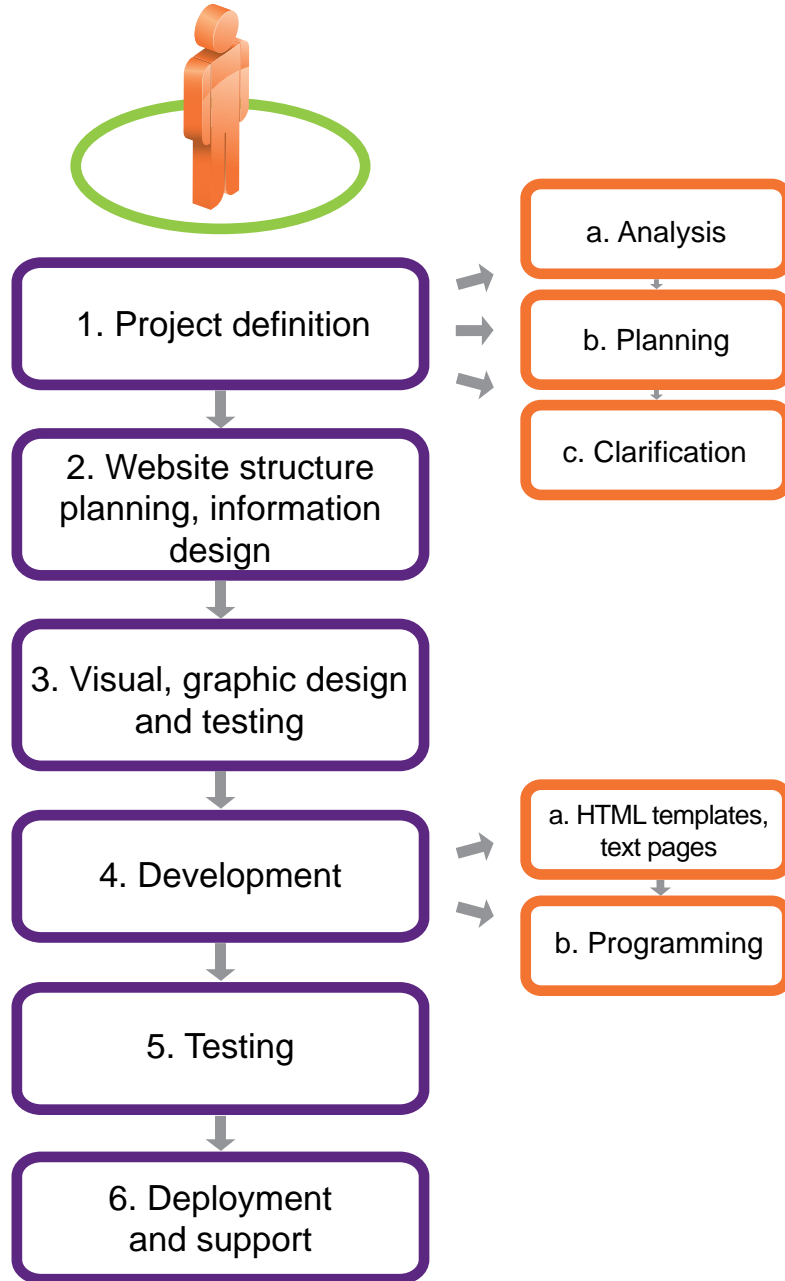 1. Project definition
a. Analysis
b. Planning
c. Clarification
2. Website structure
planning, information
design
3. Visual, graphic design
and testing
4. Development
a. HTML templates,
text pages
b. Programming
5. Testing
6. Deployment
and support